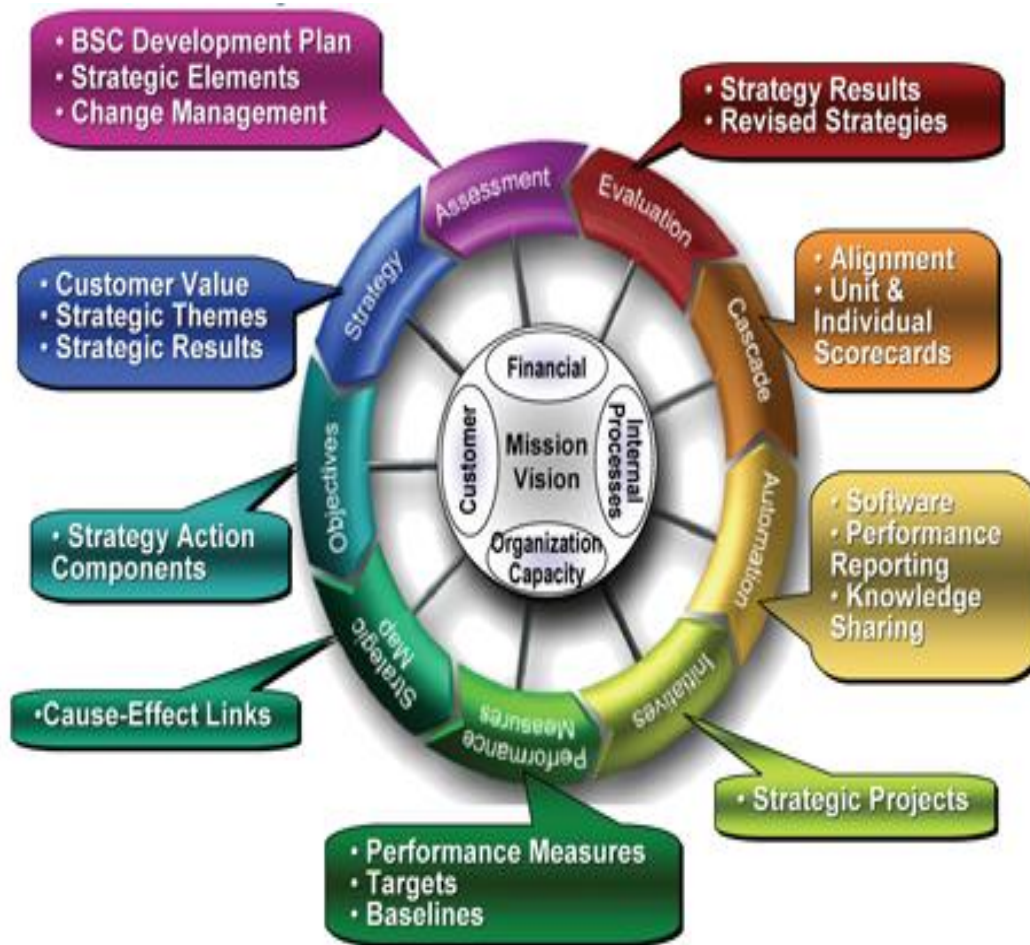 • BSC Development Plan
• Strategic Elements
• Change Management
• Strategy Results
• Revised Strategies
Assessment
Evaluation
• Customer Value
• Strategic Themes
• Strategic Results
Strategy
Cascade
• Alignment
• Unit &
Individual
Scorecards
Financial
Customer
Mission
Vision
Internal
Processes
Organization
Capacity
Objectives
Automation
• Strategy Action
Components
• Software
• Performance
Reporting
• Knowledge
Sharing
Strategic
Map
Performance
Measures
Initiatives
•Cause-Effect Links
• Strategic Projects
• Performance Measures
• Targets
• Baselines